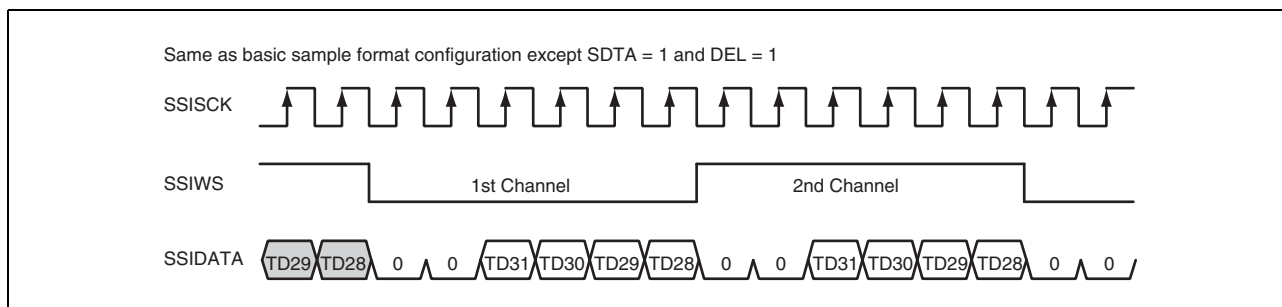 Same as basic sample format configuration except SDTA = 1 and DEL = 1
SSISCK
SSIWS 1st Channel 2nd Channel
SSIDATA TD29 TD28 0 0 TD31 TD30 TD29 TD28 0 0 TD31 TD30 TD29 TD28 0 0